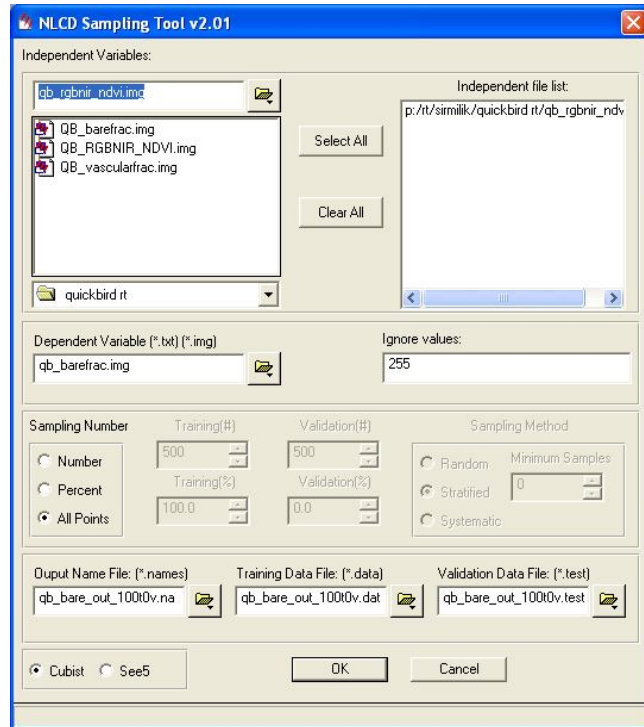 NLCD Sampling Tool v2.01
Independent Variables:
qb_rgbnir_ndvi.img
Independent file list:
p:/rt/sirmilik/quickbird rt/qb_rgbnir_ndv
QB_barefrac.img
QB_RGBNIR_NDVI.img
QB_vascularfrac.img
Select All
Clear All
quickbird rt
Dependent Variable (*.txt) (*.img)
Ignore values:
qb_barefrac.img
255
Sampling Number
Training(#)
Validation(#)
Sampling Method
Number
500
500
Random
Minimum Samples
Percent
Training(%)
Validation(%)
Stratified
0
All Points
100.0
0.0
Systematic
Ouput Name File: (*.names)
Training Data File: (*.data)
Validation Data File: (*.test)
qb_bare_out_100t0v.na
qb_bare_out_100t0v.dat
qb_bare_out_100t0v.test
Cubist
See5
OK
Cancel